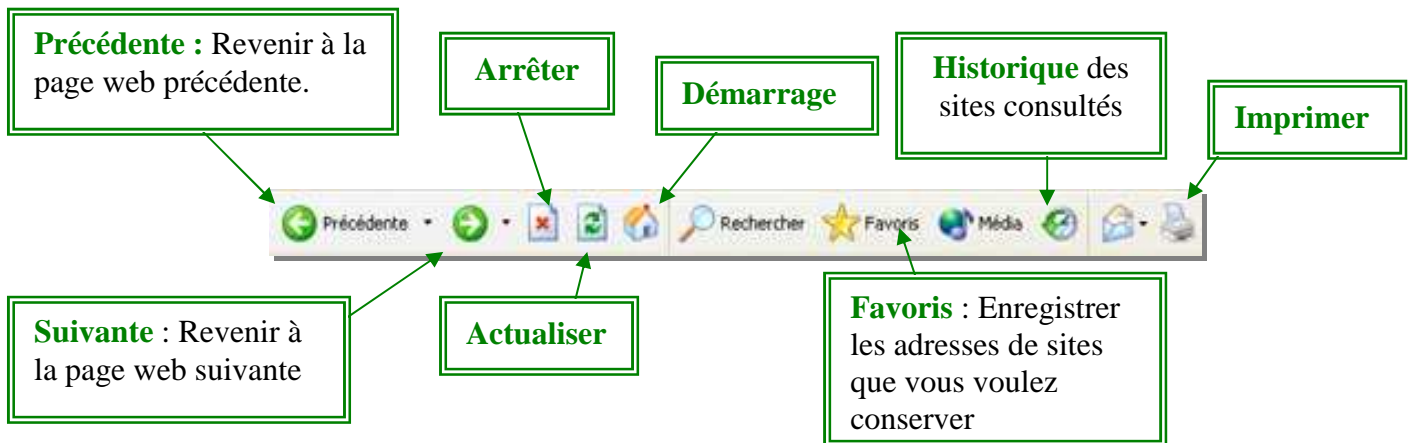 Précédente : Revenir à la
page web précédente.
Arrêter
Démarrage
Historique des
sites consultés
Imprimer
Précédente
Rechercher
Favoris
Média
Suivante : Revenir à
la page web suivante
Actualiser
Favoris : Enregistrer
les adresses de sites
que vous voulez
conserver